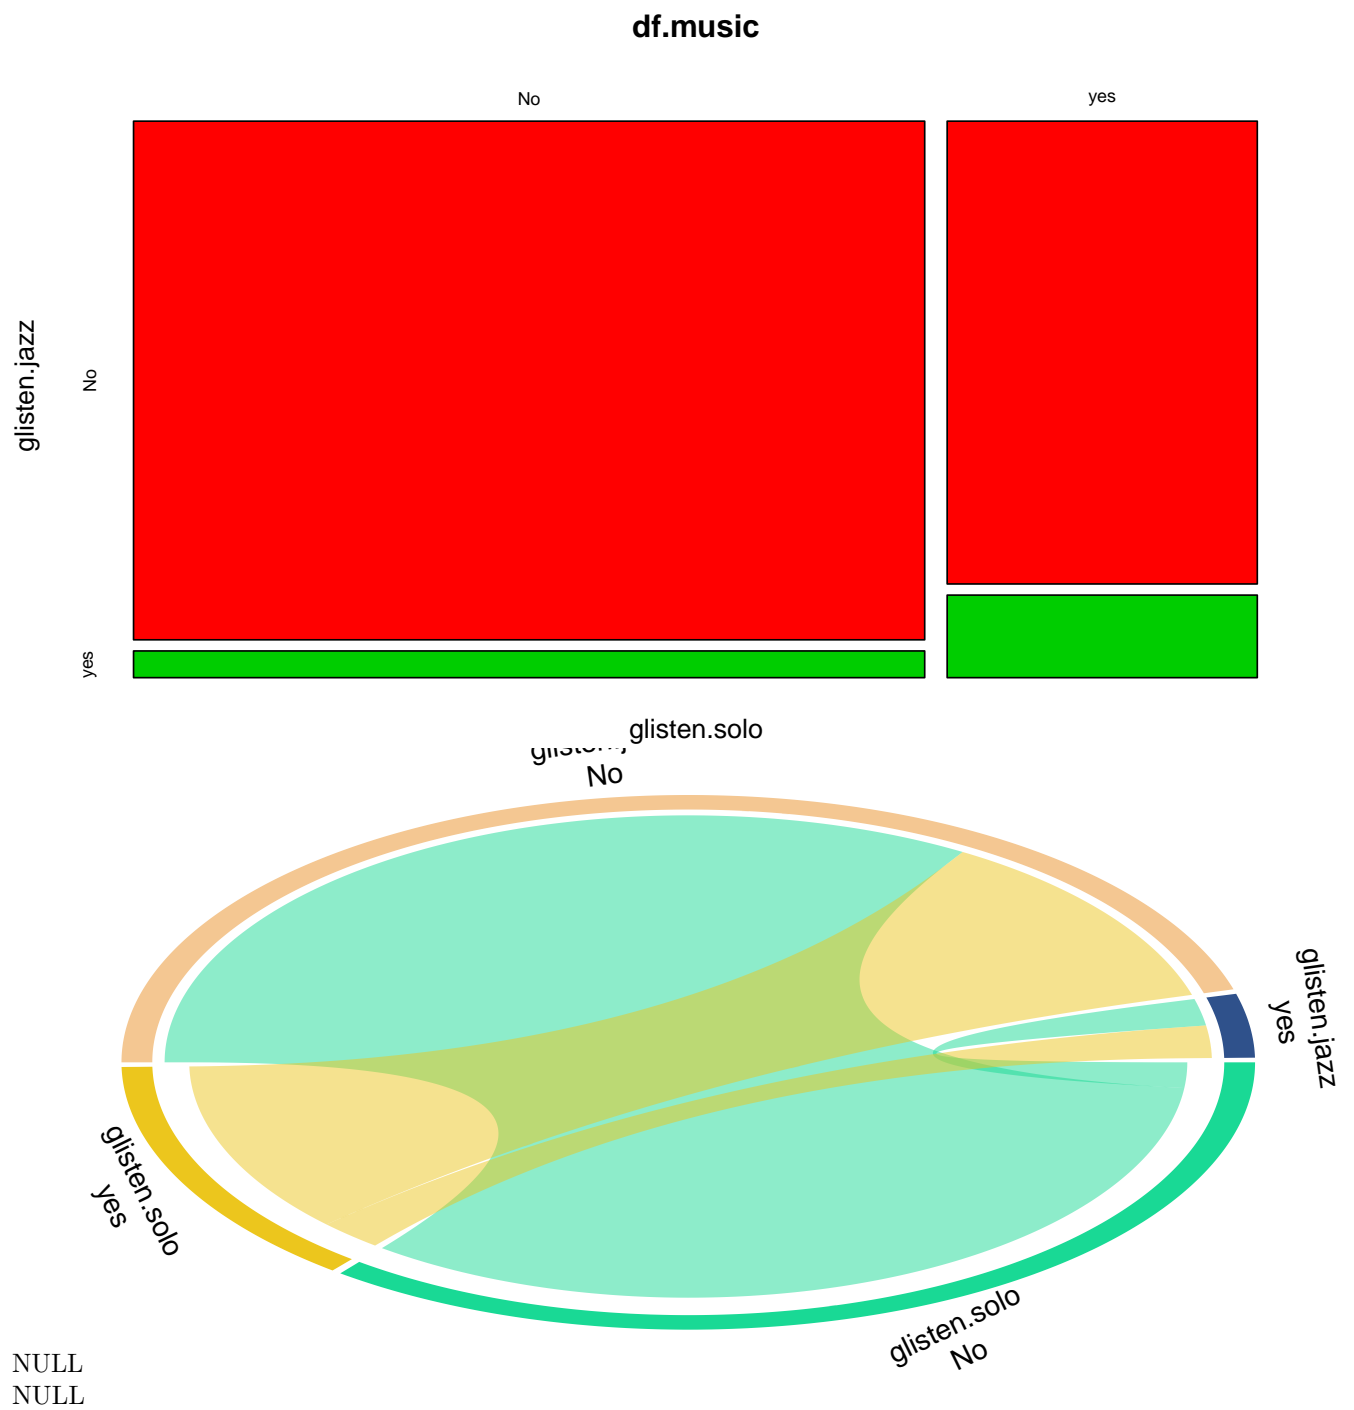 df.music
No
yes
glisten.jazz
No
yes
glisten.solo
No
glisten.jazz
yes
glisten.solo
yes
glisten.solo
No
NULL
NULL